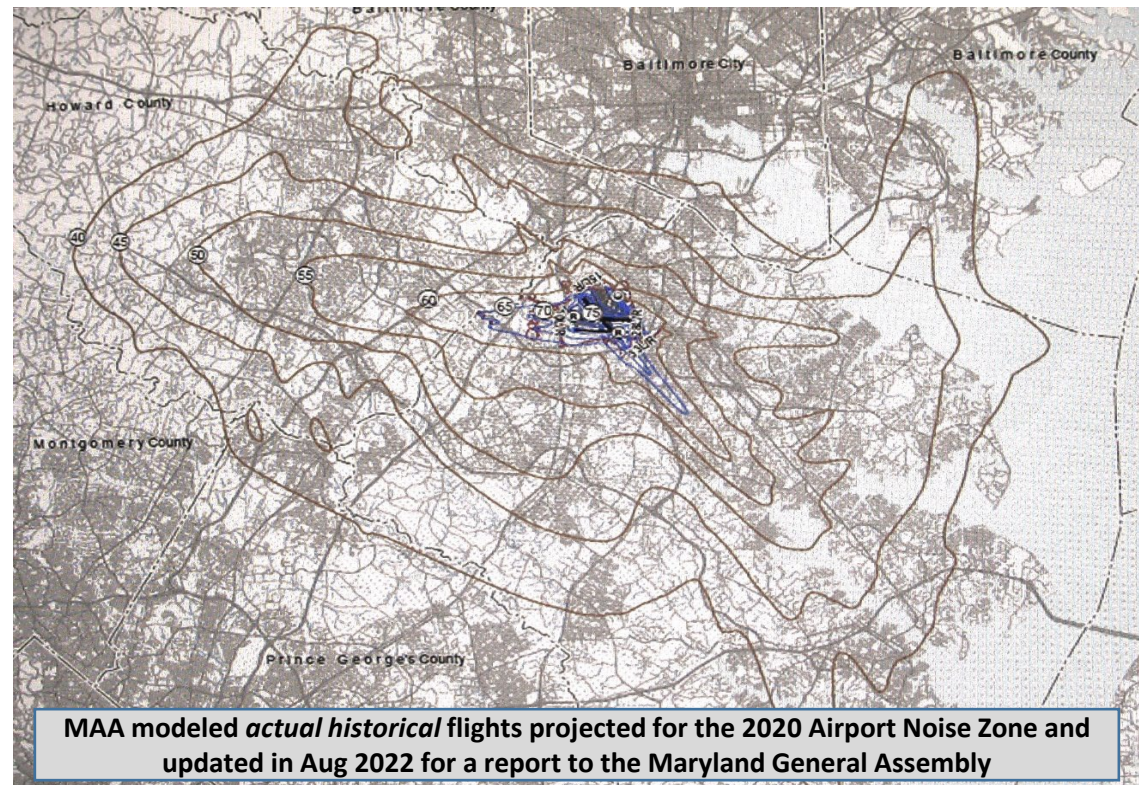 Baltimore County
Baltimore City
Baltimore County
Howard County
40
45
50
55
60
65
70
75
Montgomery County
Prince George's County
MAA modeled actual historical flights projected for the 2020 Airport Noise Zone and
updated in Aug 2022 for a report to the Maryland General Assembly